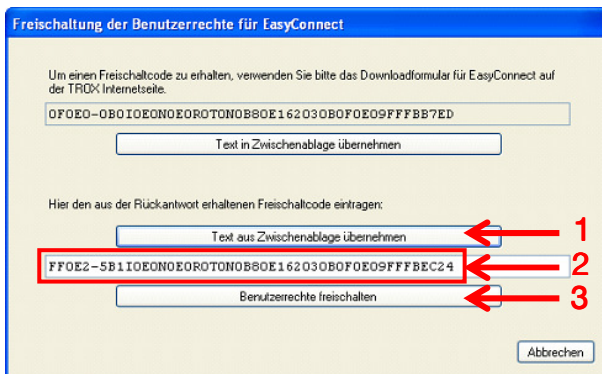 Freischaltung der Benutzerrechte für EasyConnect
Um einen Freischaltcode zu erhalten, verwenden Sie bitte das Downloadformular für EasyConnect auf
der TROX Internetseite.
0F0E0-0B0I0E0N0E0R0T0N0B80E162030B0F0E09FFFBB7ED
Text in Zwischenablage übernehmen
Hier den aus der Rückantwort erhaltenen Freischaltcode eintragen:
Text aus Zwischenablage übernehmen 1
FF0E2-5B1I0E0N0E0R0T0N0B80E162030B0F0E09FFFBEC24 2
Benutzerrechte freischalten 3
Abbrechen